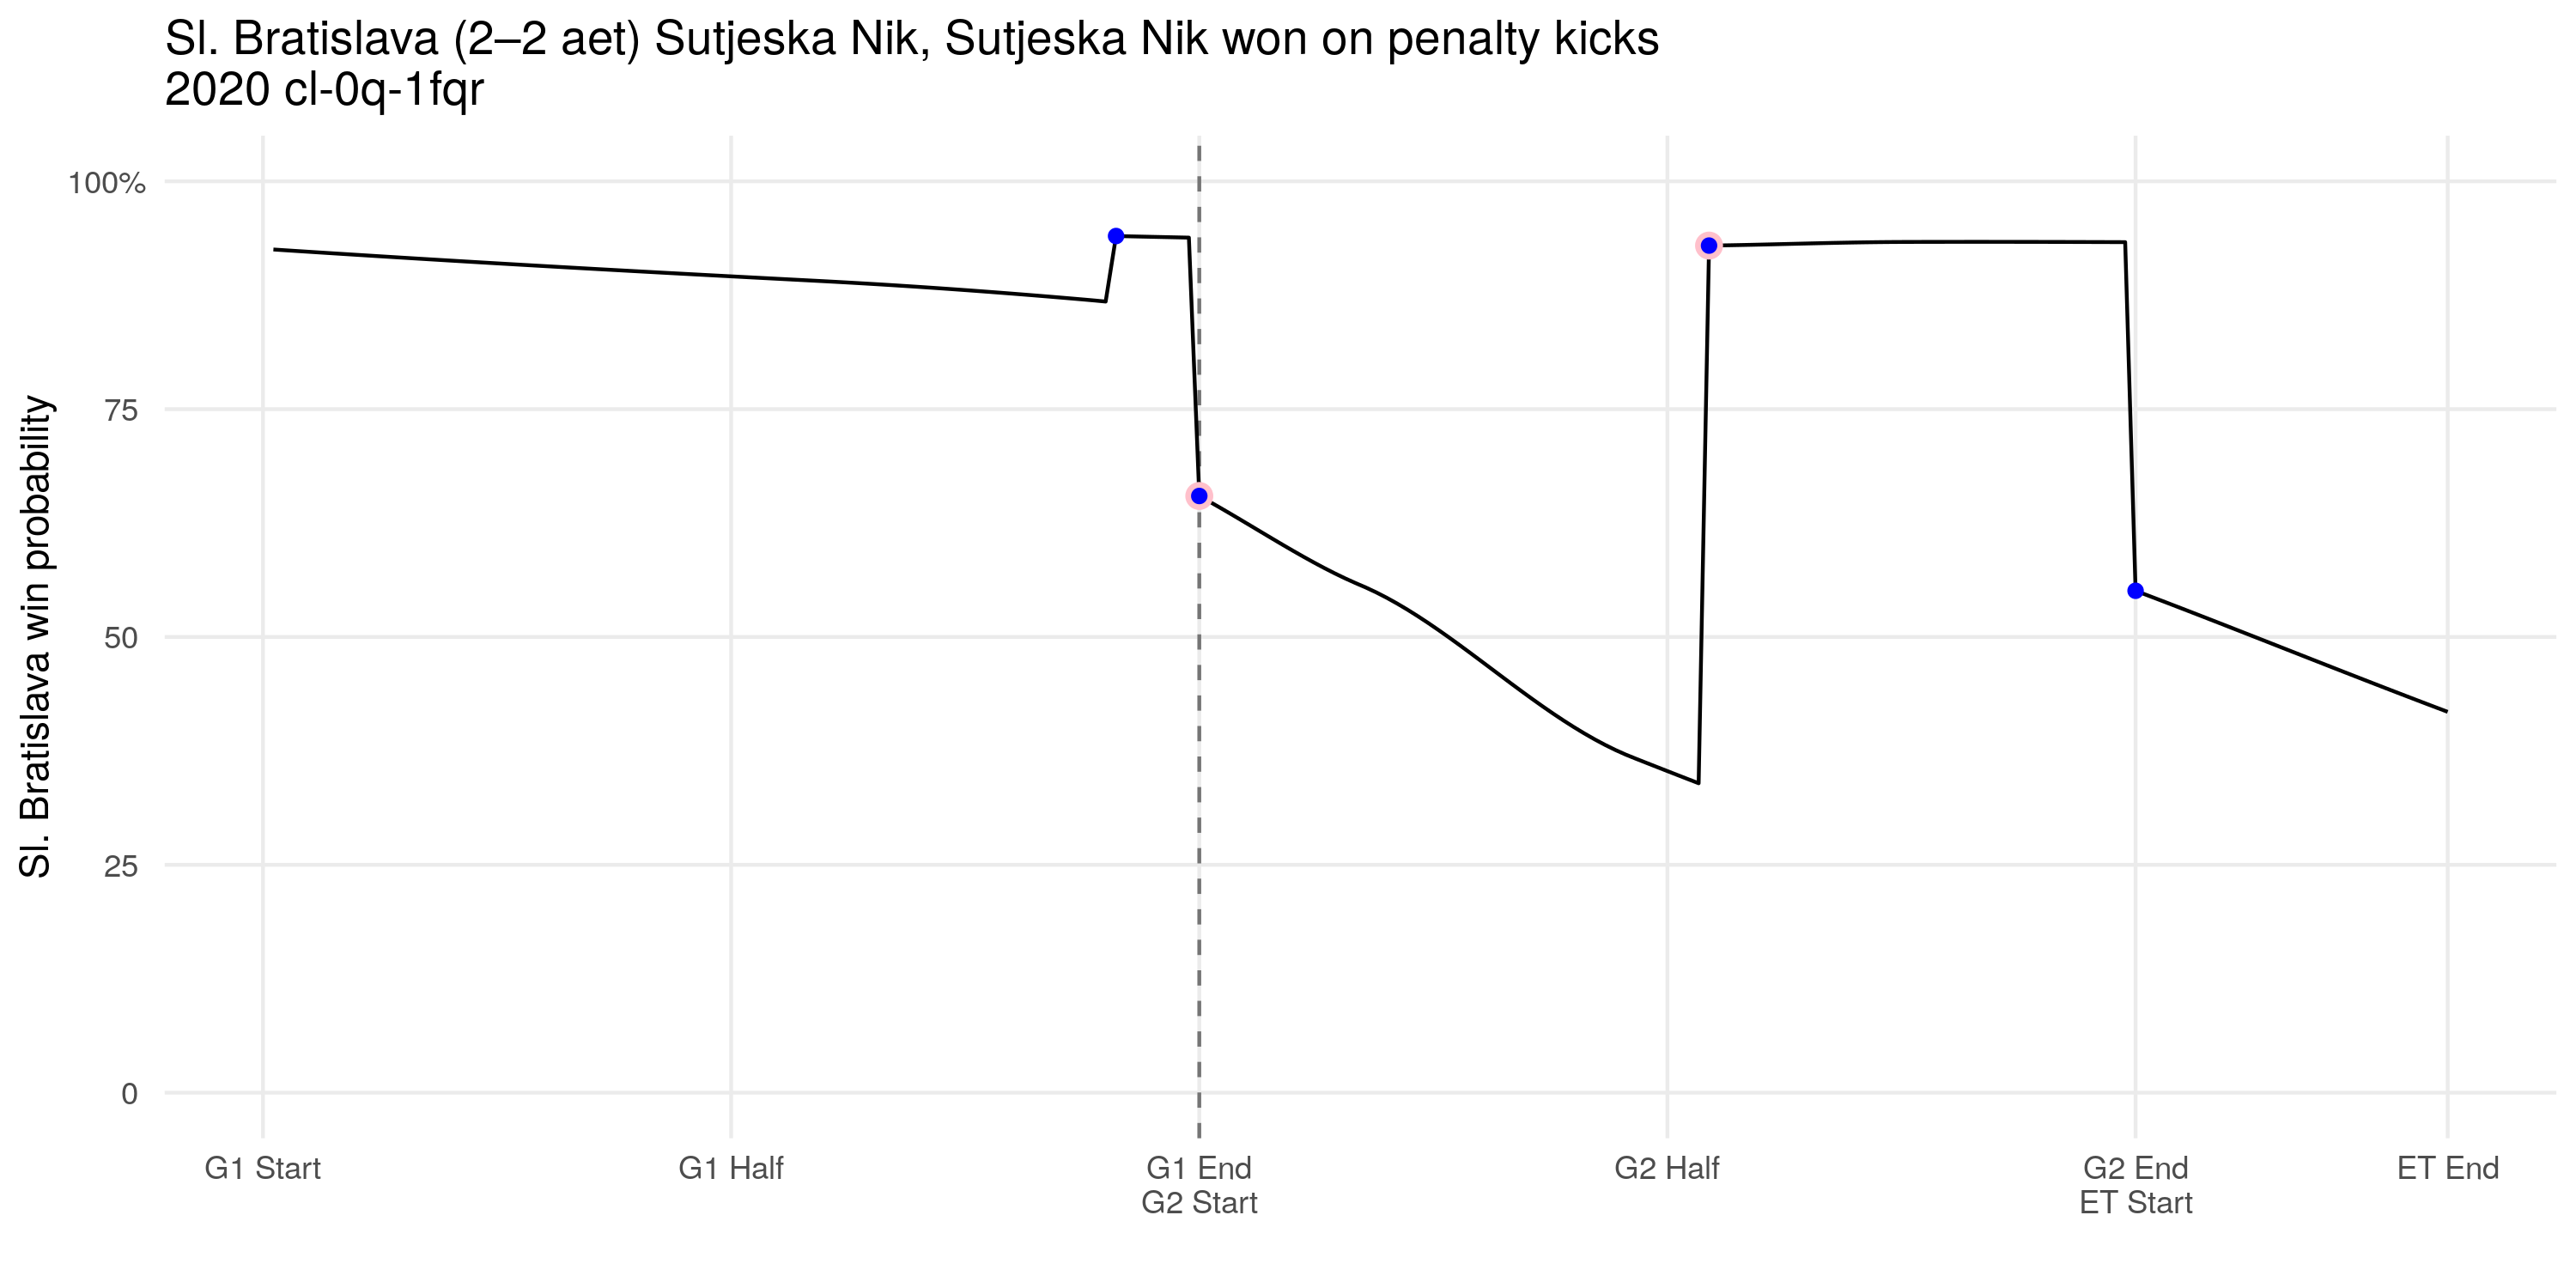 Sl. Bratislava (2–2 aet) Sutjeska Nik, Sutjeska Nik won on penalty kicks
2020 cl-0q-1fqr
Sl. Bratislava win probability
100%
75
50
25
0
G1 Start
G1 Half
G1 End
G2 Start
G2 Half
G2 End
ET Start
ET End